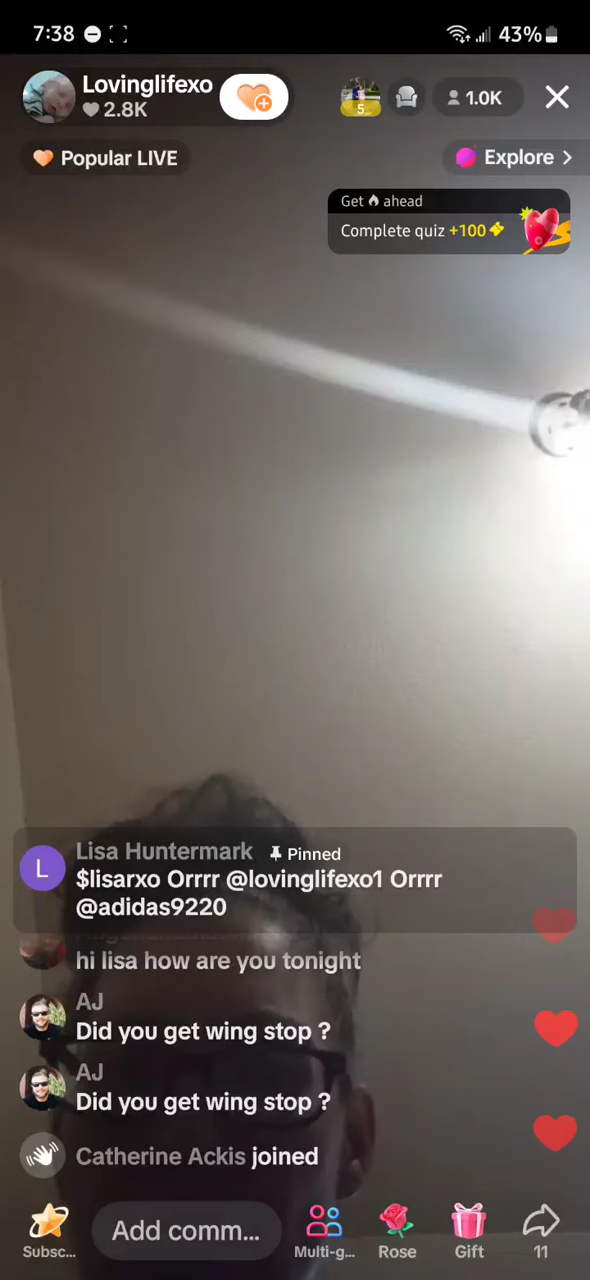 7:38
43%
Lovinglifexo
2.8K
5
1.0K
Popular LIVE
Explore >
Get ahead
Complete quiz +100
L
Lisa Huntermark Pinned
$lisarxo Orrrr @lovinglifexo1 Orrrr
@adidas9220
hi lisa how are you tonight
AJ
Did you get wing stop ?
AJ
Did you get wing stop ?
Catherine Ackis joined
Subsc...
Add comm...
Multi-g...
Rose
Gift
11